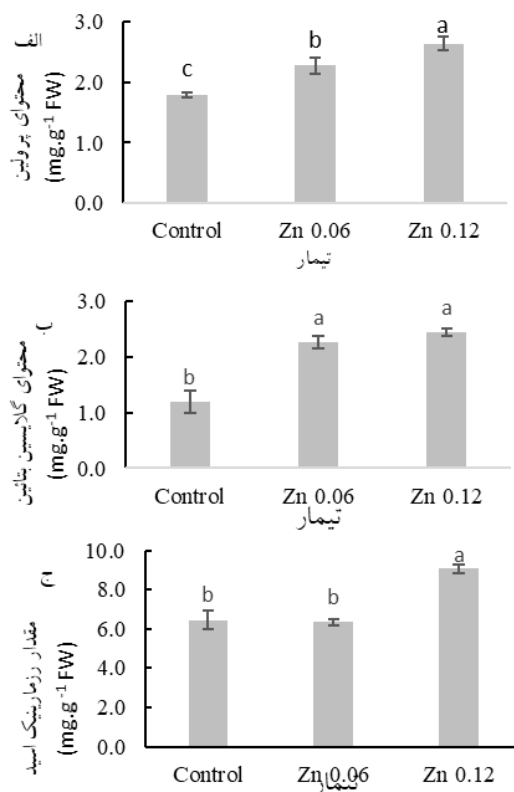 الف)
محتوای پرولین
(mg.g⁻¹ FW)
3.0
2.0
1.0
0.0
c
b
a
Control Zn 0.06 Zn 0.12
تیمار
محتوای گلایسین بتائین
(mg.g⁻¹ FW)
3.0
2.0
1.0
0.0
b
a
a
Control Zn 0.06 Zn 0.12
تیمار
ج)
مقدار رزمارینیک اسید
(mg.g⁻¹ FW)
10.0
8.0
6.0
4.0
2.0
0.0
b
b
a
Control Zn 0.06 Zn 0.12
تیمار